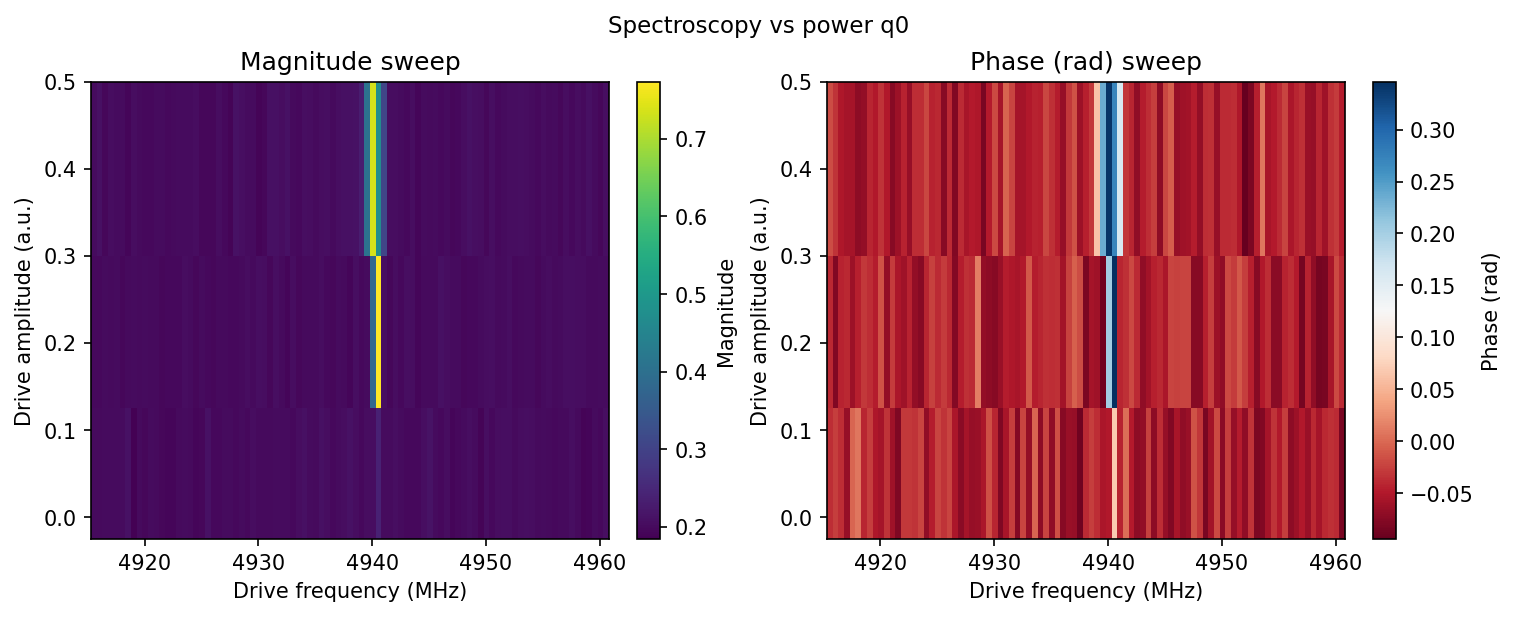 Spectroscopy vs power q0
Magnitude sweep
0.5
0.4
0.3
0.2
0.1
0.0
Drive amplitude (a.u.)
4920 4930 4940 4950 4960
Drive frequency (MHz)
0.7
0.6
0.5
0.4
0.3
0.2
Magnitude
Phase (rad) sweep
0.5
0.4
0.3
0.2
0.1
0.0
Drive amplitude (a.u.)
4920 4930 4940 4950 4960
Drive frequency (MHz)
0.30
0.25
0.20
0.15
0.10
0.05
0.00
−0.05
Phase (rad)